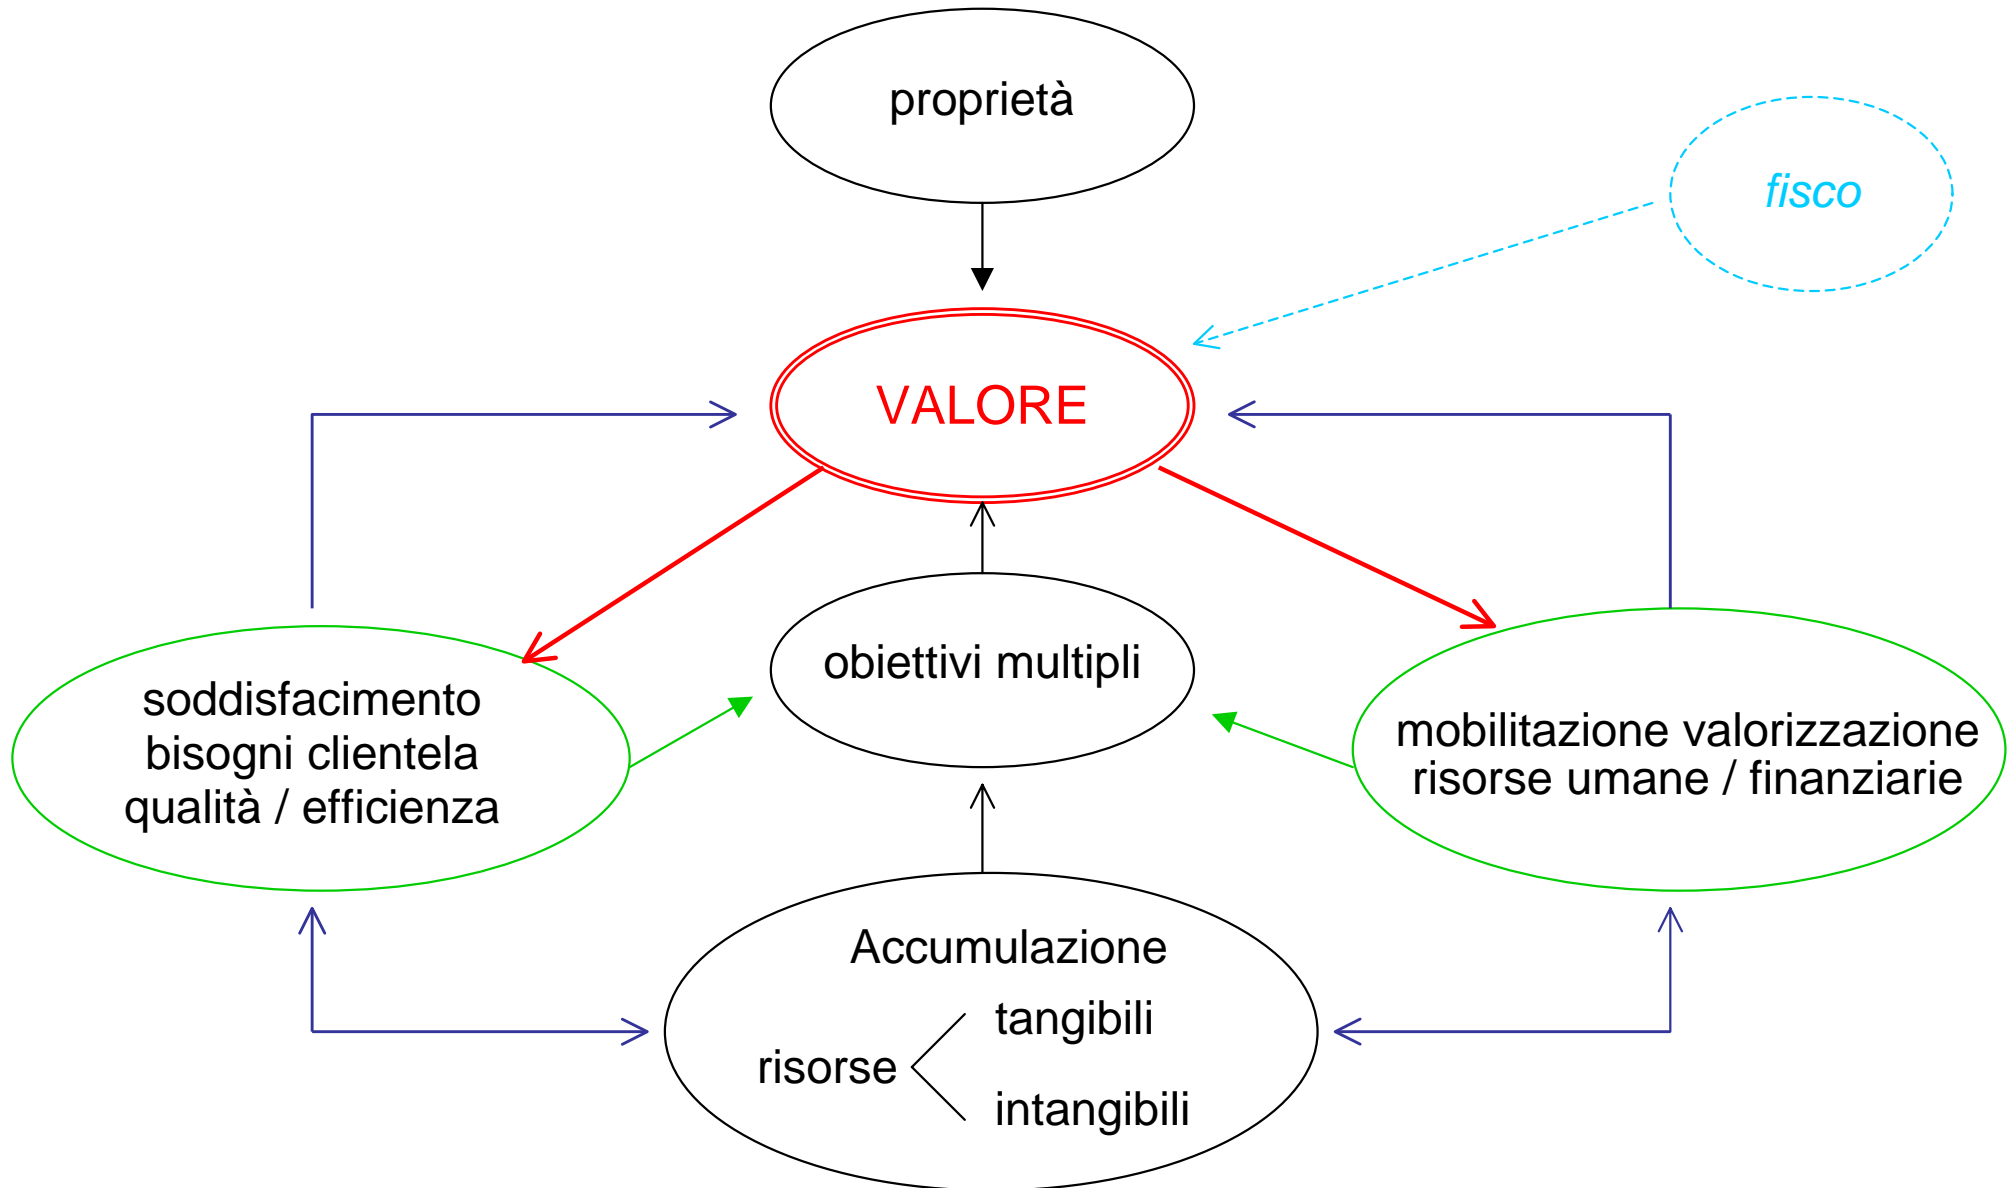 proprietà
fisco
VALORE
obiettivi multipli
soddisfacimento
bisogni clientela
qualità / efficienza
mobilitazione valorizzazione
risorse umane / finanziarie
Accumulazione
tangibili
risorse
intangibili